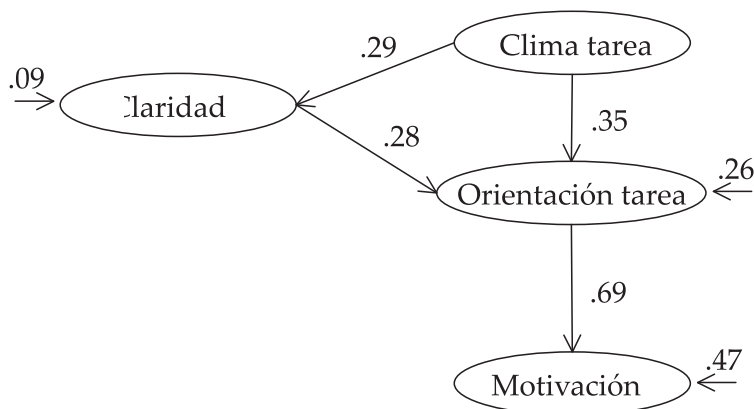 Clima tarea
.29
.09
laridad
.35
.28
Orientación tarea
.26
.69
Motivación
.47